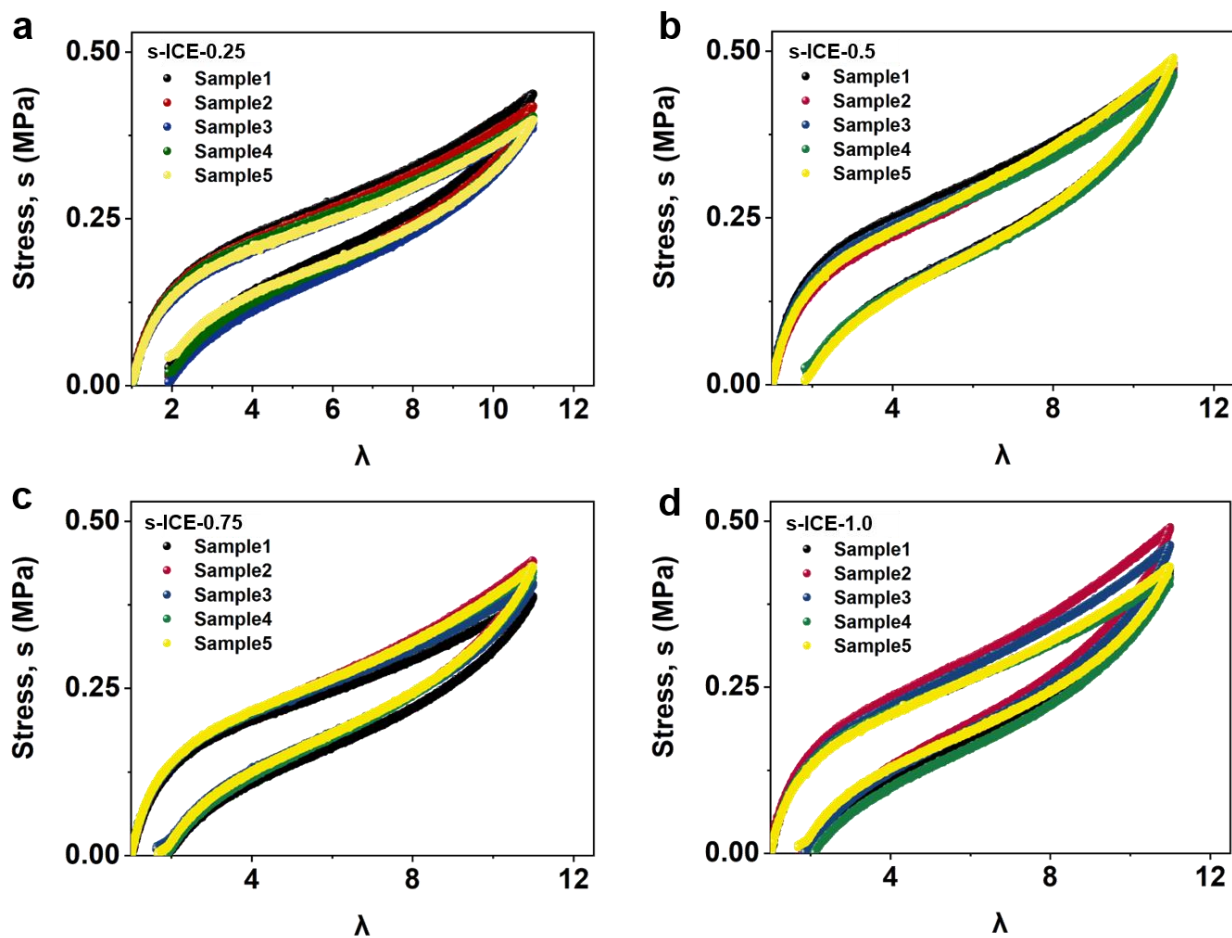 a
s-ICE-0.25
Sample1
Sample2
Sample3
Sample4
Sample5
Stress, s (MPa)
0.50
0.25
0.00
2 4 6 8 10 12
λ
b
s-ICE-0.5
Sample1
Sample2
Sample3
Sample4
Sample5
Stress, s (MPa)
0.50
0.25
0.00
4 8 12
λ
c
s-ICE-0.75
Sample1
Sample2
Sample3
Sample4
Sample5
Stress, s (MPa)
0.50
0.25
0.00
4 8 12
λ
d
s-ICE-1.0
Sample1
Sample2
Sample3
Sample4
Sample5
Stress, s (MPa)
0.50
0.25
0.00
4 8 12
λ